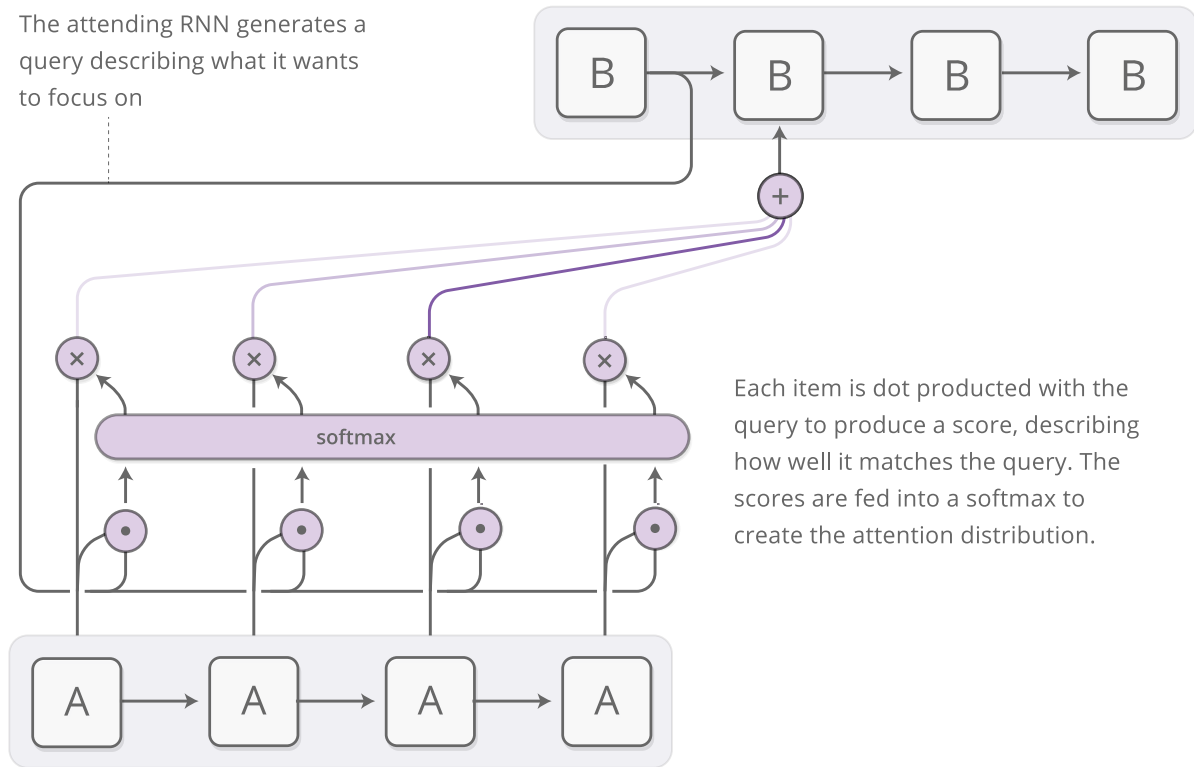 The attending RNN generates a
query describing what it wants
to focus on
B B B B
+
× × × ×
softmax
Each item is dot producted with the
query to produce a score, describing
how well it matches the query. The
scores are fed into a softmax to
create the attention distribution.
A A A A